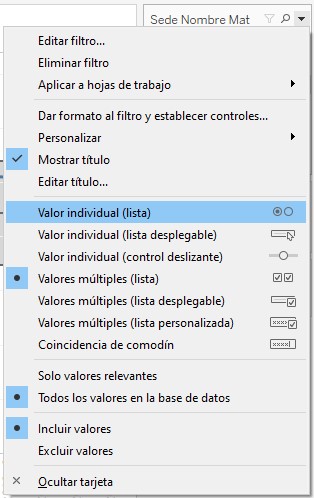 Sede Nombre Mat
Editar filtro...
Eliminar filtro
Aplicar a hojas de trabajo
Dar formato al filtro y establecer controles...
Personalizar
Mostrar título
Editar título...
Valor individual (lista)
Valor individual (lista desplegable)
Valor individual (control deslizante)
Valores múltiples (lista)
Valores múltiples (lista desplegable)
Valores múltiples (lista personalizada)
Coincidencia de comodín
Solo valores relevantes
Todos los valores en la base de datos
Incluir valores
Excluir valores
Ocultar tarjeta